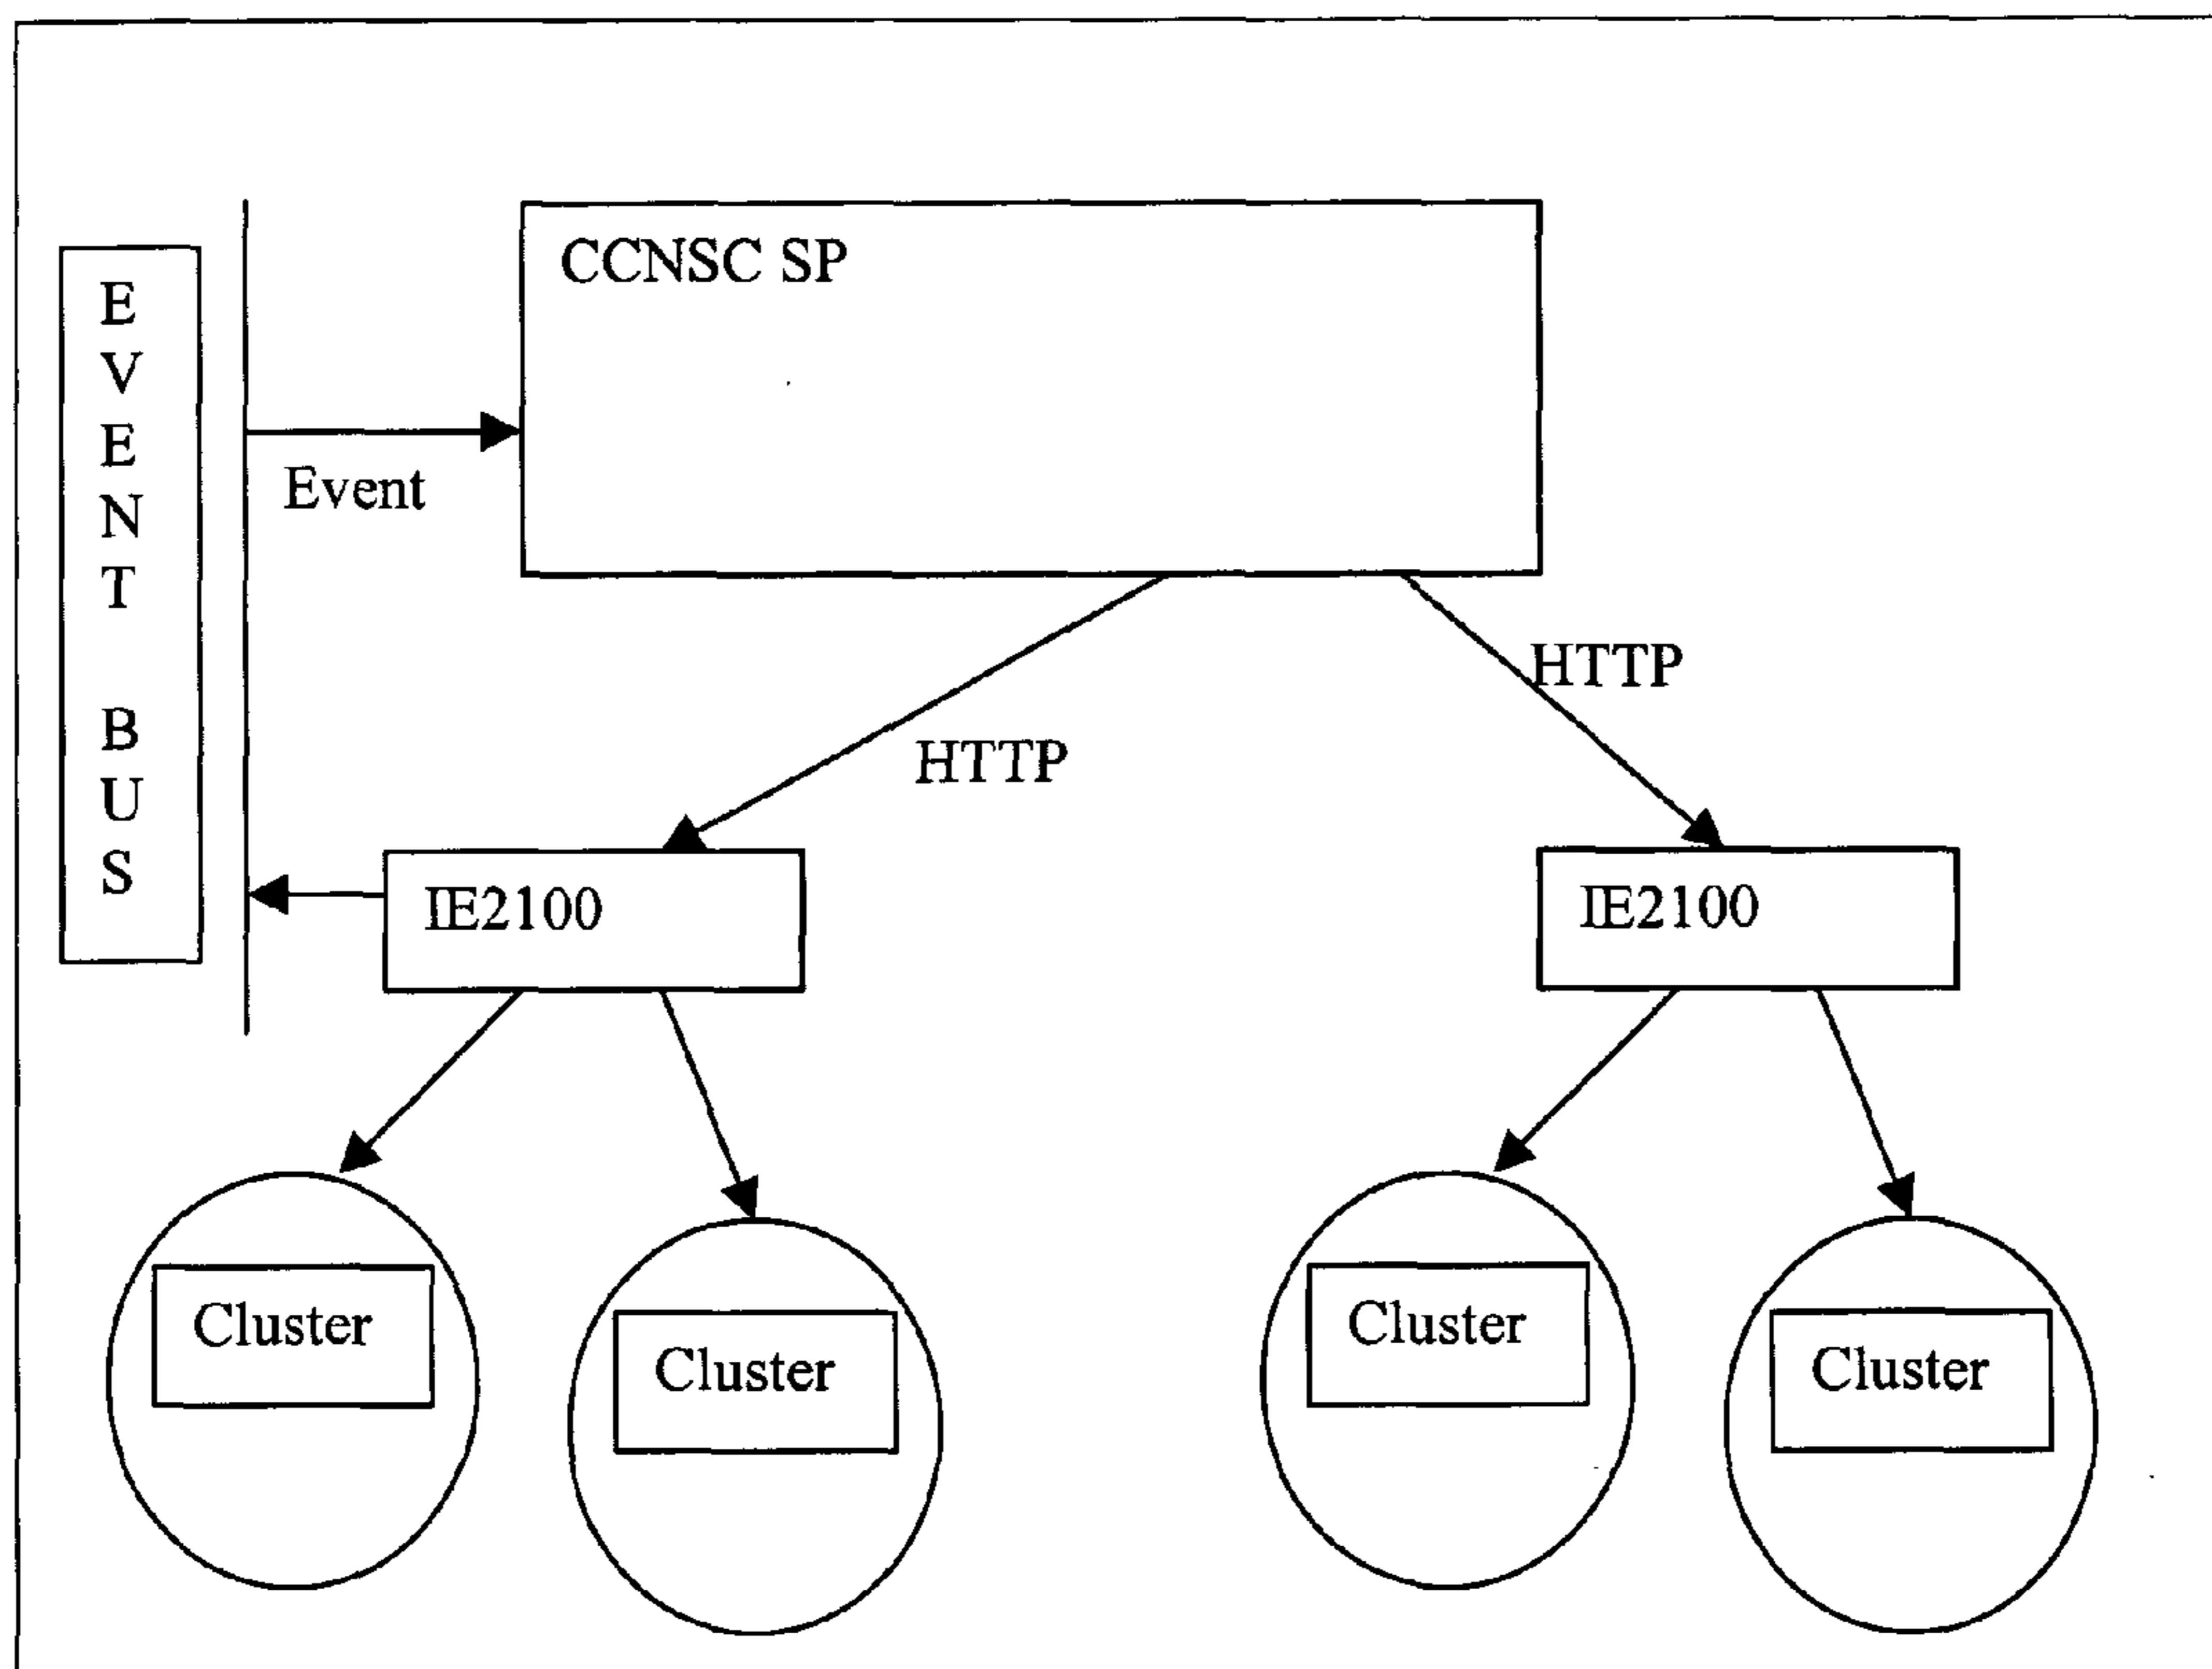 CCNSC SP
E
V
E
N
T
B
U
S
Event
HTTP
HTTP
IE2100
IE2100
Cluster
Cluster
Cluster
Cluster